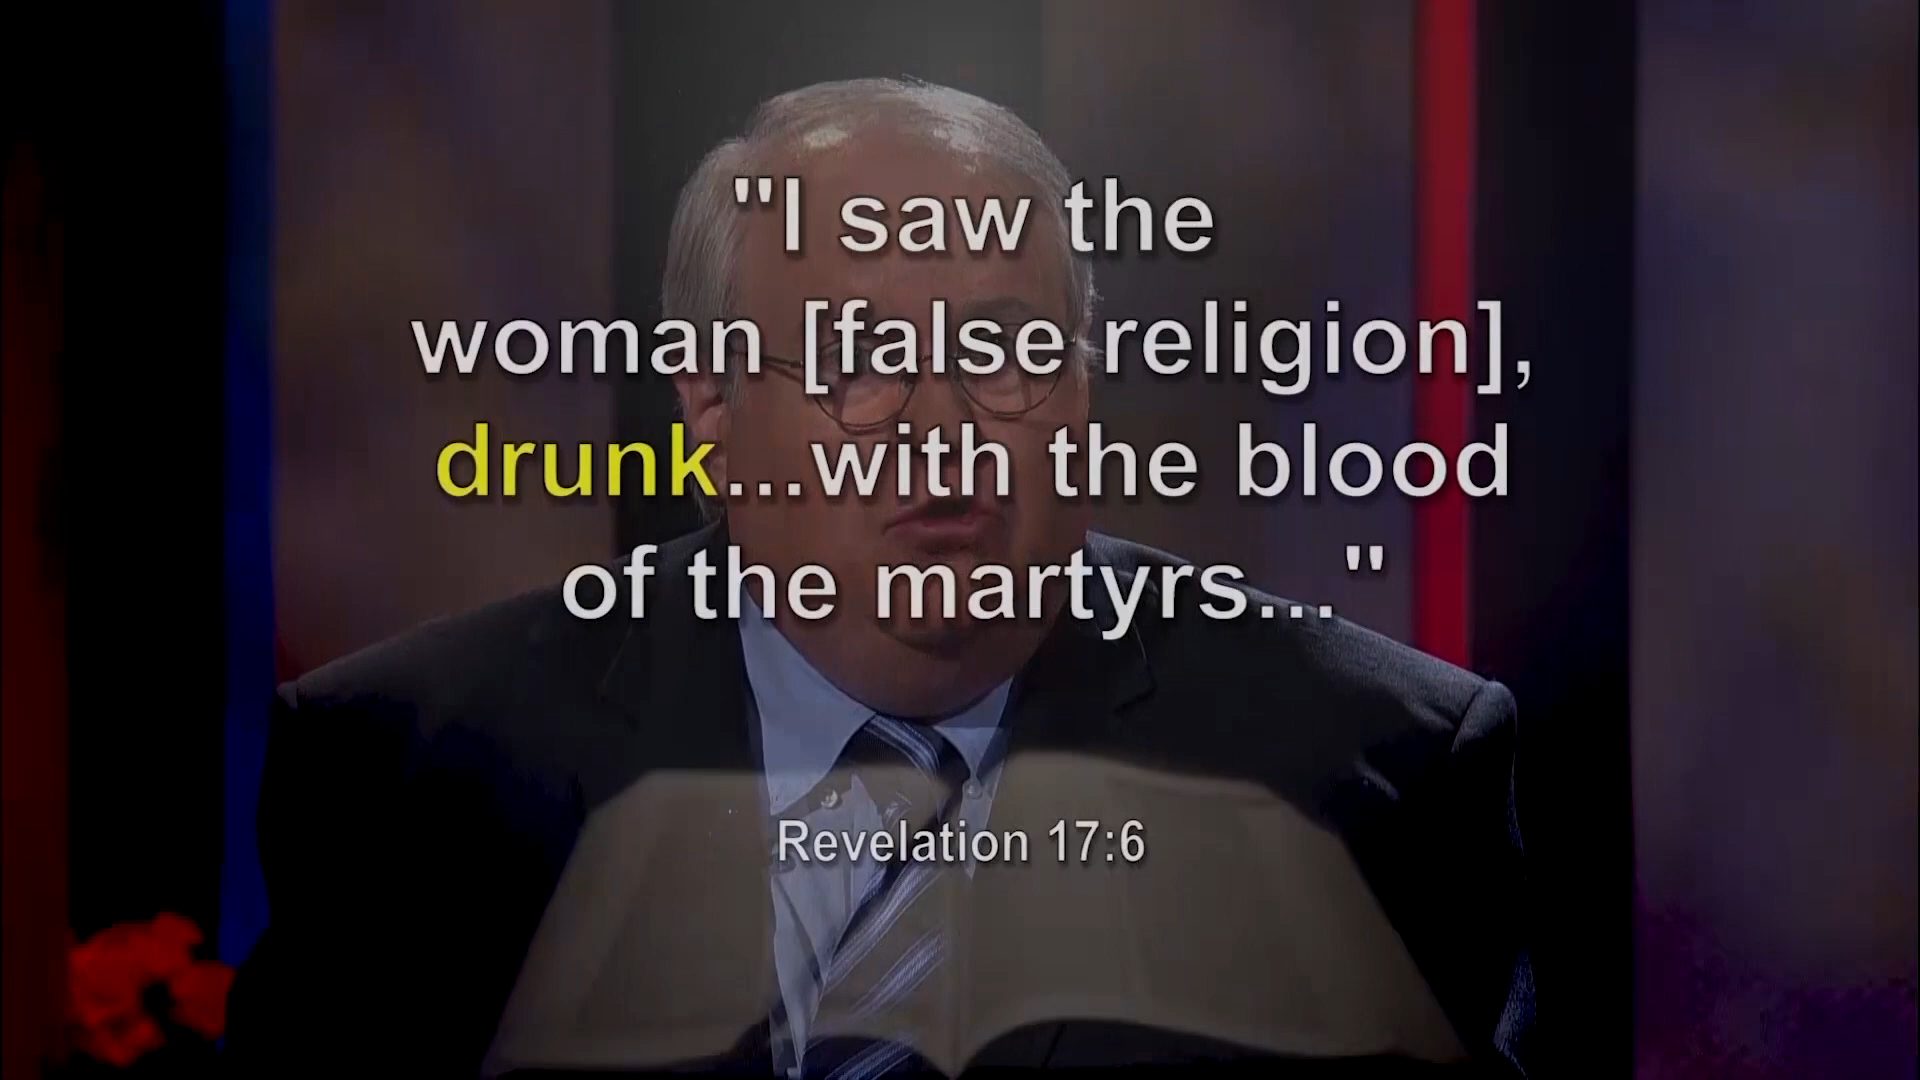 "I saw the
woman [false religion],
drunk...with the blood
of the martyrs..."
Revelation 17:6